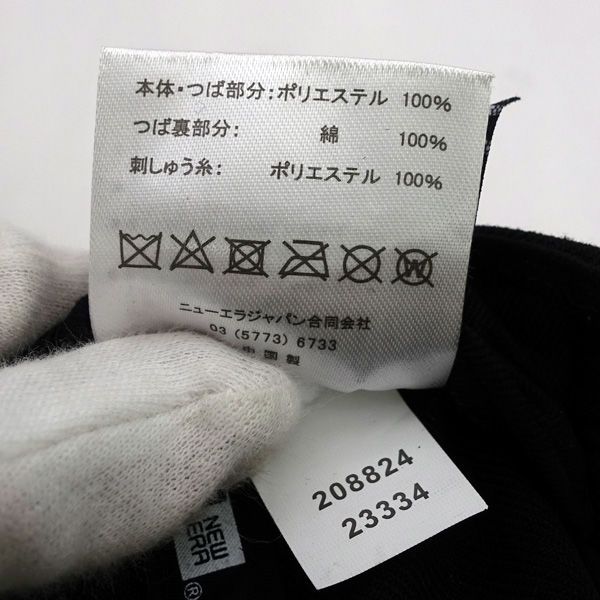 本体・つば部分:ポリエステル 100%
つば裏部分: 綿 100%
刺しゅう糸: ポリエステル 100%
W
ニューエラジャパン合同会社
03 (5773) 6733
中国製
208824
23334
NEW
ERA
®